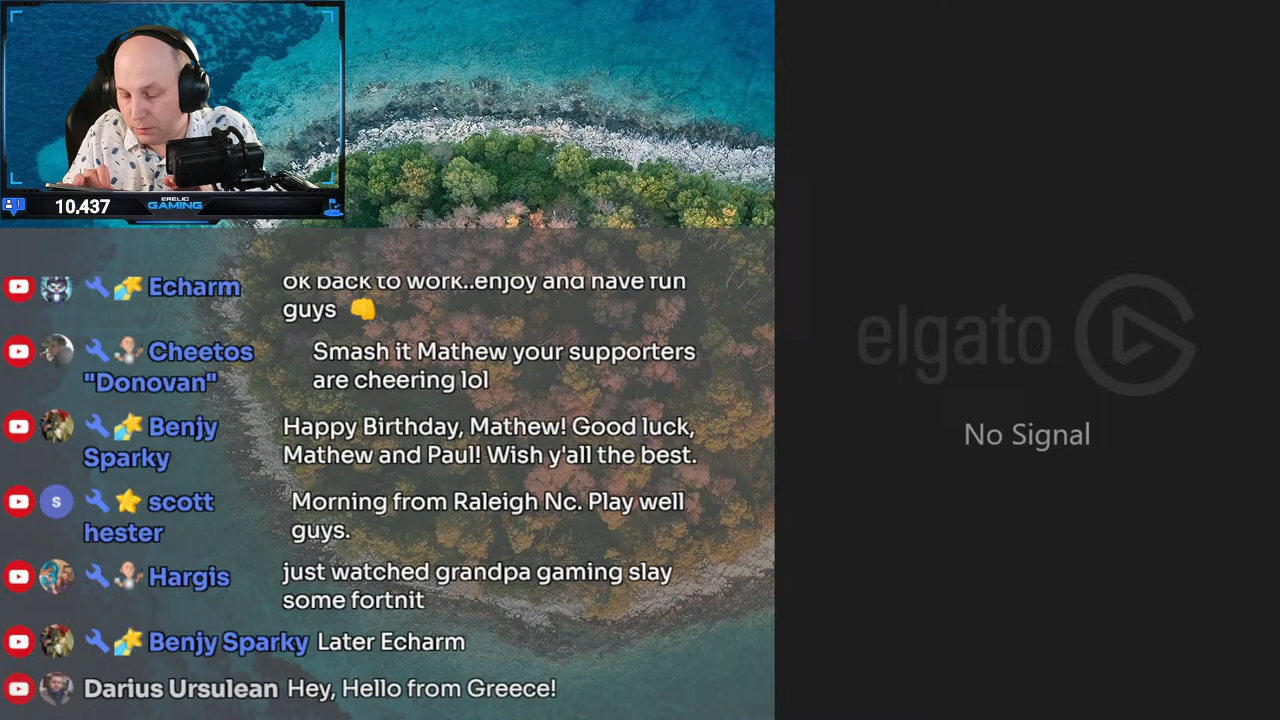 10,437
ERELIC
GAMING
Echarm ok back to work..enjoy and have fun
guys 👊
Cheetos Smash it Mathew your supporters
"Donovan" are cheering lol
Benjy Happy Birthday, Mathew! Good luck,
Sparky Mathew and Paul! Wish y'all the best.
S scott Morning from Raleigh Nc. Play well
hester guys.
Hargis just watched grandpa gaming slay
some fortnit
Benjy Sparky Later Echarm
Darius Ursulean Hey, Hello from Greece!
elgato
No Signal